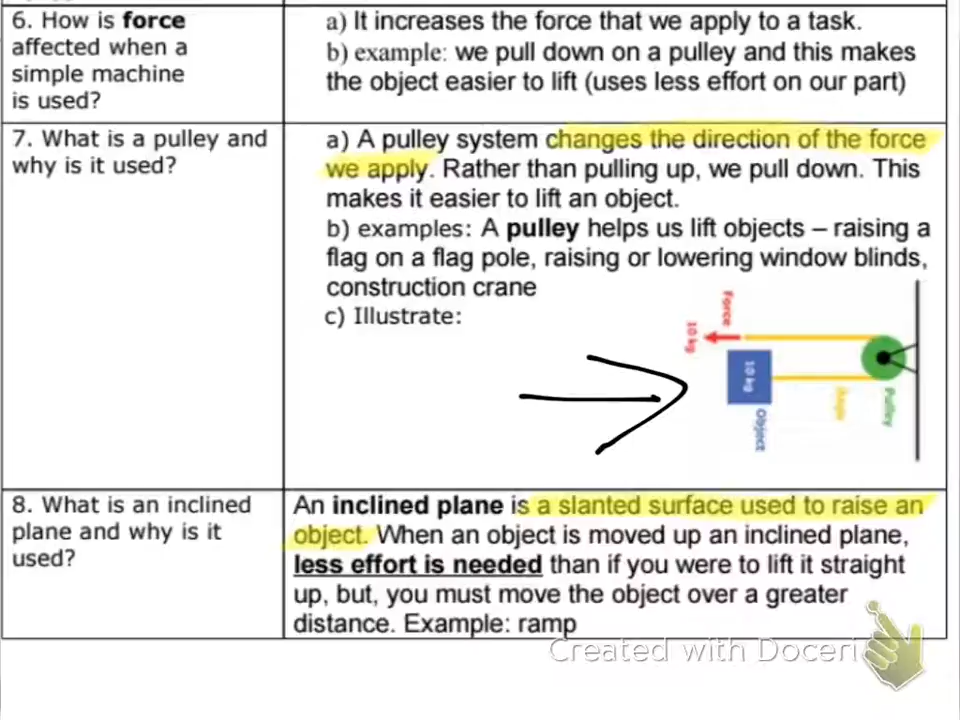 6. How is force
affected when a
simple machine
is used?
a) It increases the force that we apply to a task.
b) example: we pull down on a pulley and this makes
the object easier to lift (uses less effort on our part)
7. What is a pulley and
why is it used?
a) A pulley system changes the direction of the force
we apply. Rather than pulling up, we pull down. This
makes it easier to lift an object.
b) examples: A pulley helps us lift objects – raising a
flag on a flag pole, raising or lowering window blinds,
construction crane
c) Illustrate:
Force
10 kg
10 kg
Object
Pulley
8. What is an inclined
plane and why is it
used?
An inclined plane is a slanted surface used to raise an
object. When an object is moved up an inclined plane,
less effort is needed than if you were to lift it straight
up, but, you must move the object over a greater
distance. Example: ramp
Created with Doceri